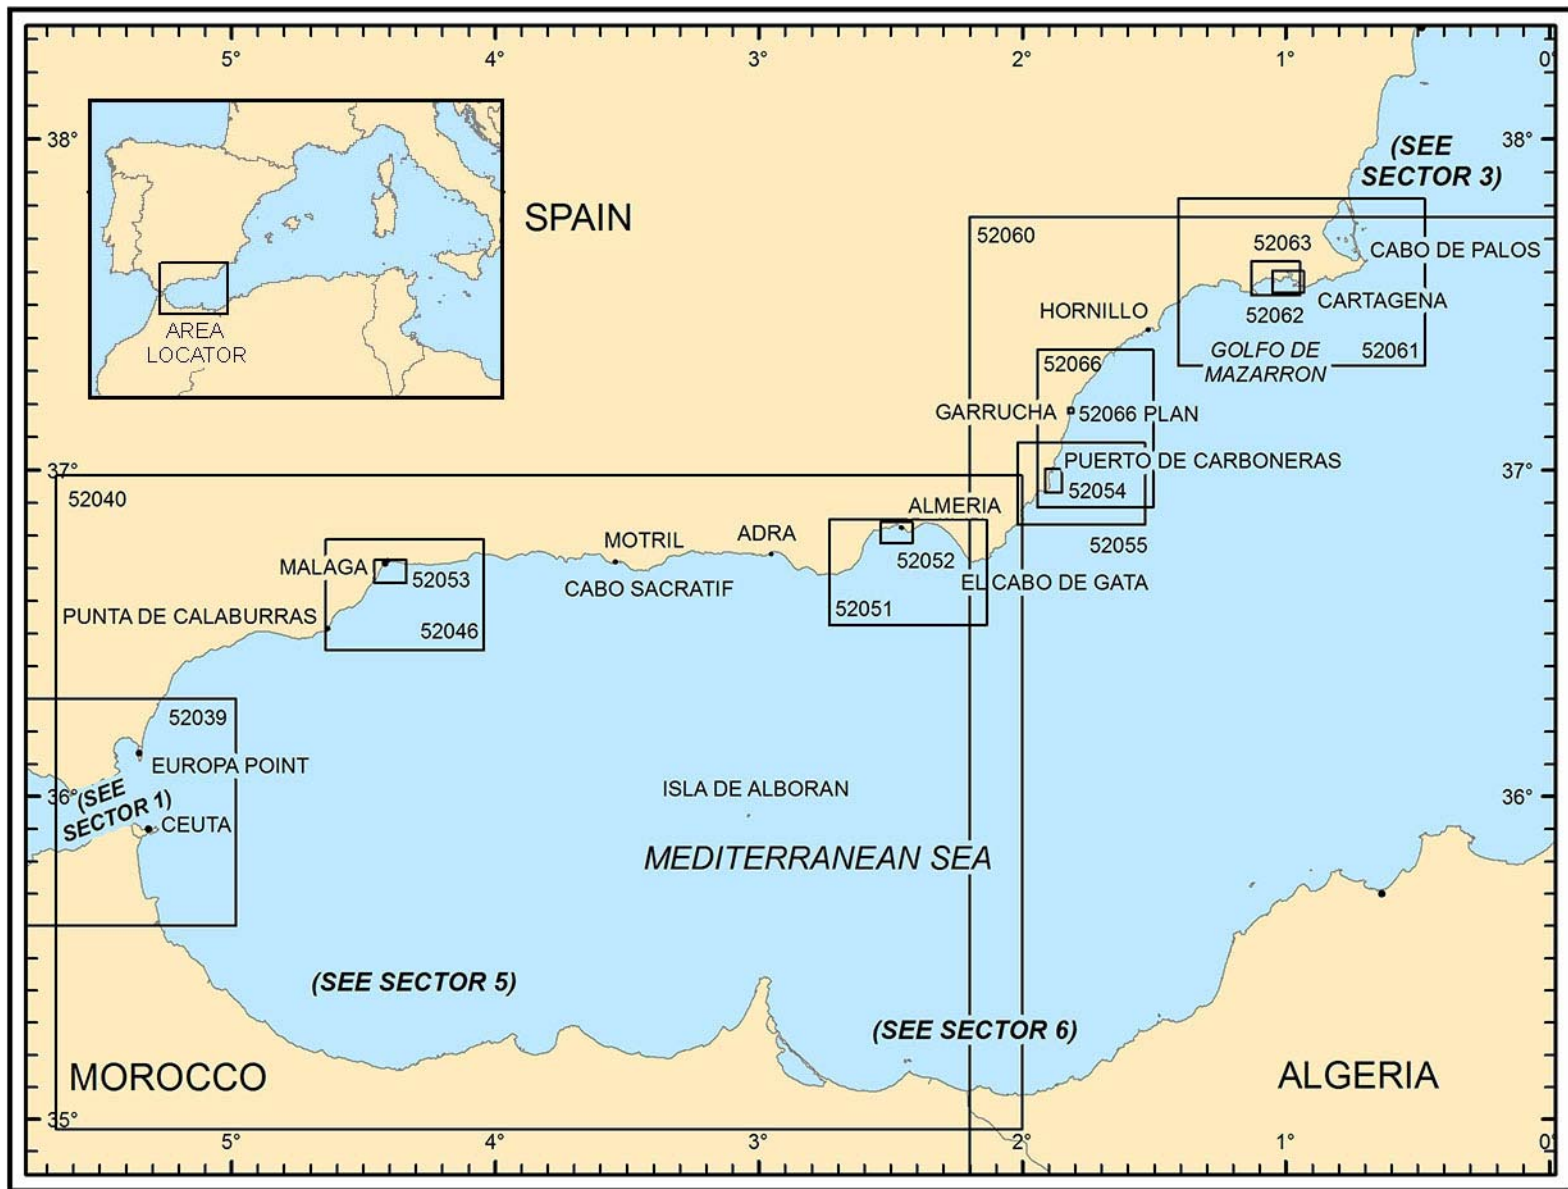 5°
4°
3°
2°
1°
0°
38°
38°
(SEE
SECTOR 3)
SPAIN
52060
52063
CABO DE PALOS
CARTAGENA
52062
HORNILLO
GOLFO DE
MAZARRON
52061
AREA
LOCATOR
52066
GARRUCHA
52066 PLAN
37°
37°
PUERTO DE CARBONERAS
52054
52040
ALMERIA
MOTRIL
ADRA
52055
52052
MALAGA
52053
CABO SACRATIF
EL CABO DE GATA
52051
PUNTA DE CALABURRAS
52046
52039
EUROPA POINT
ISLA DE ALBORAN
36°
36°
(SEE
SECTOR 1)
CEUTA
MEDITERRANEAN SEA
(SEE SECTOR 5)
(SEE SECTOR 6)
MOROCCO
ALGERIA
35°
5°
4°
3°
2°
1°
0°